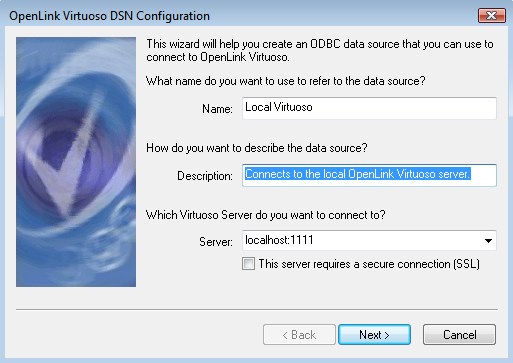 OpenLink Virtuoso DSN Configuration
This wizard will help you create an ODBC data source that you can use to
connect to OpenLink Virtuoso.
What name do you want to use to refer to the data source?
Name: Local Virtuoso
How do you want to describe the data source?
Description: Connects to the local OpenLink Virtuoso server.
Which Virtuoso Server do you want to connect to?
Server: localhost:1111
This server requires a secure connection (SSL)
< Back Next > Cancel